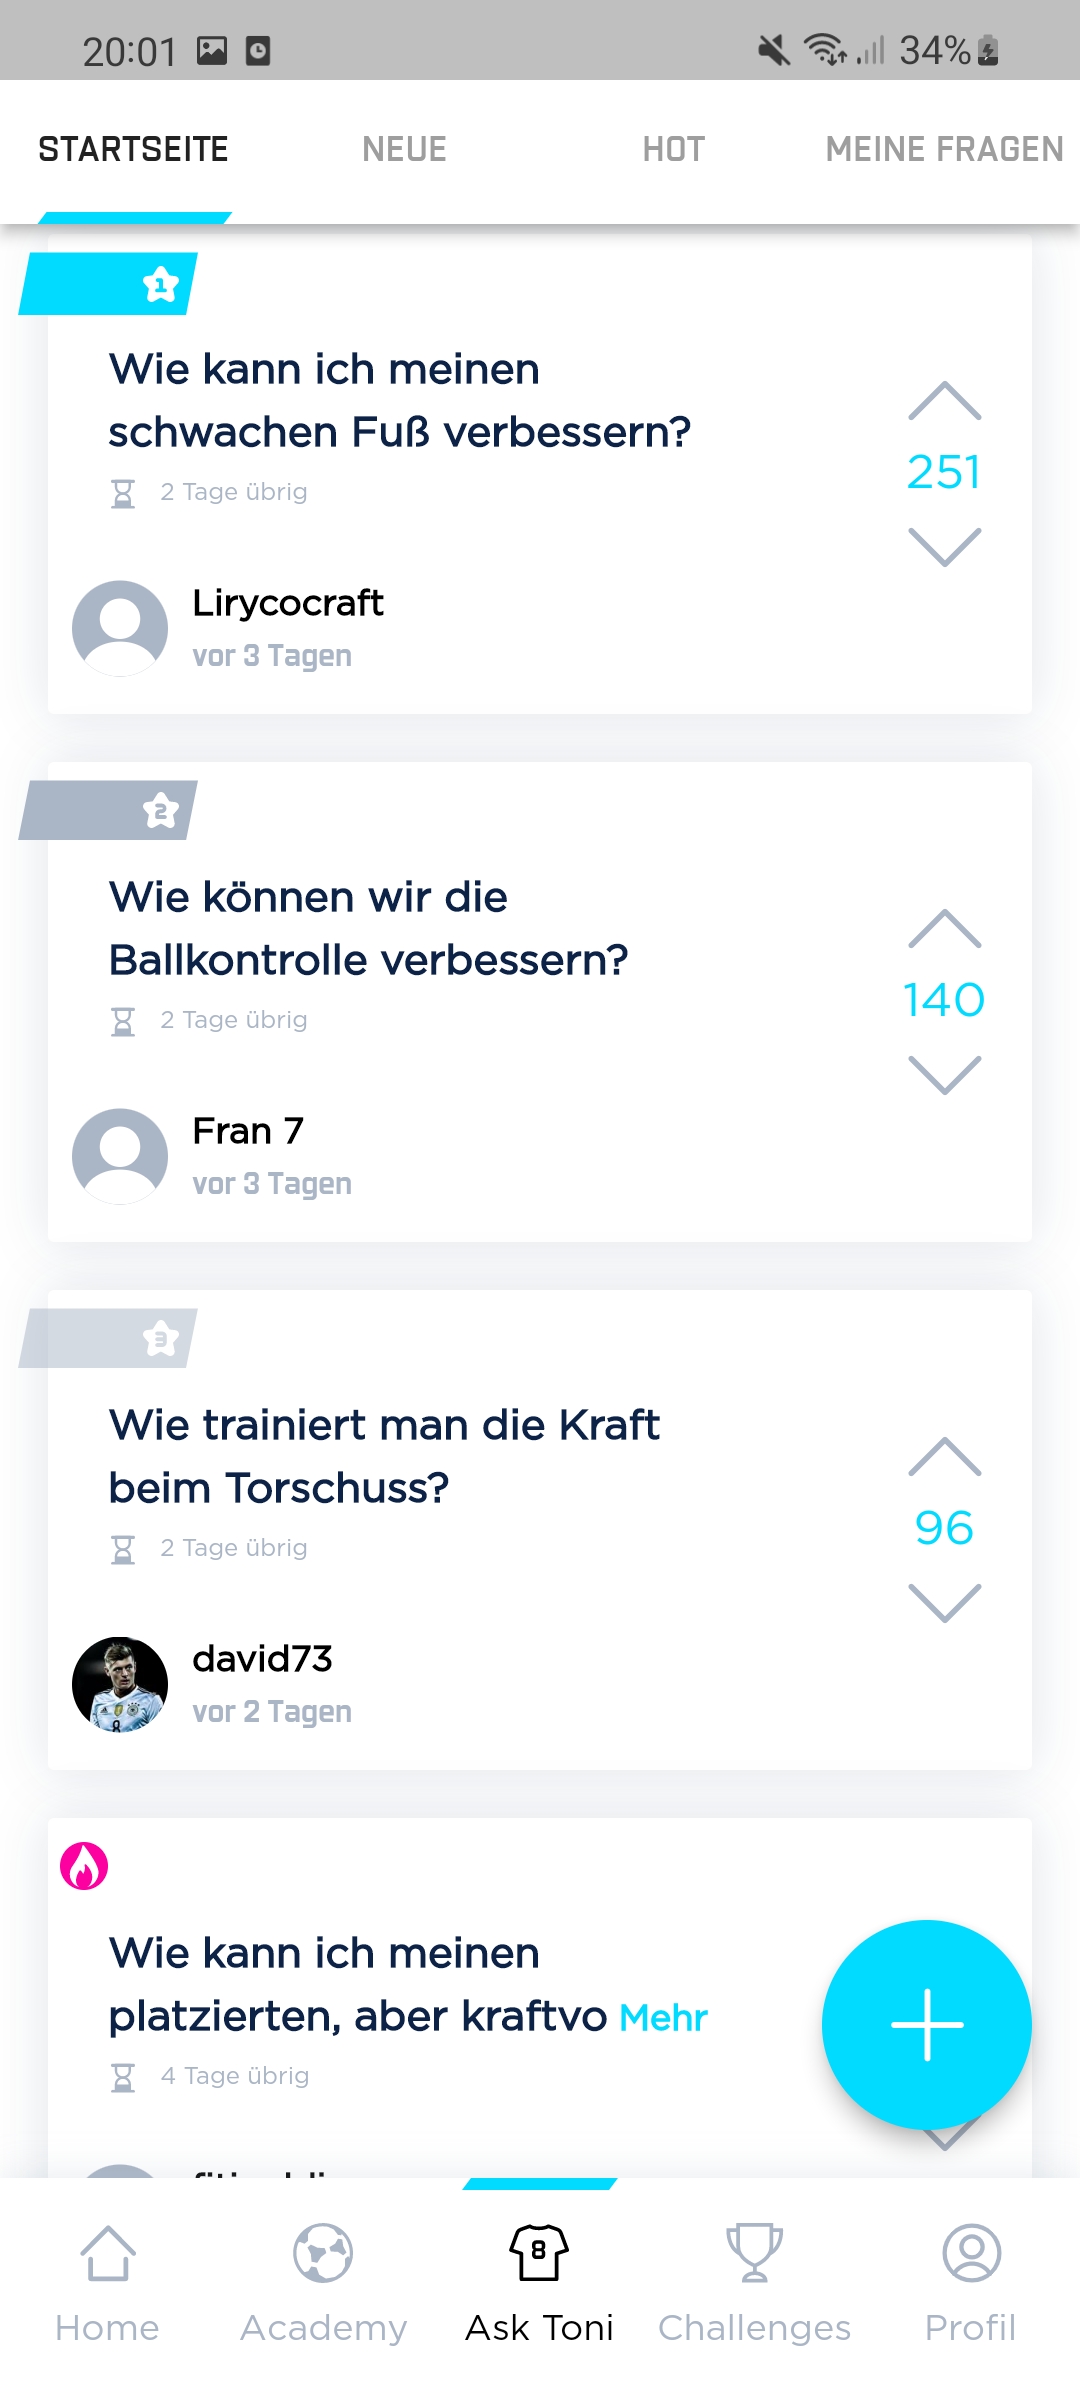 20:01
34%
STARTSEITE
NEUE
HOT
MEINE FRAGEN
1
Wie kann ich meinen
schwachen Fuß verbessern?
2 Tage übrig
251
Lirycocraft
vor 3 Tagen
2
Wie können wir die
Ballkontrolle verbessern?
2 Tage übrig
140
Fran 7
vor 3 Tagen
3
Wie trainiert man die Kraft
beim Torschuss?
2 Tage übrig
96
8
david73
vor 2 Tagen
Wie kann ich meinen
platzierten, aber kraftvo Mehr
4 Tage übrig
8
Home
Academy
Ask Toni
Challenges
Profil